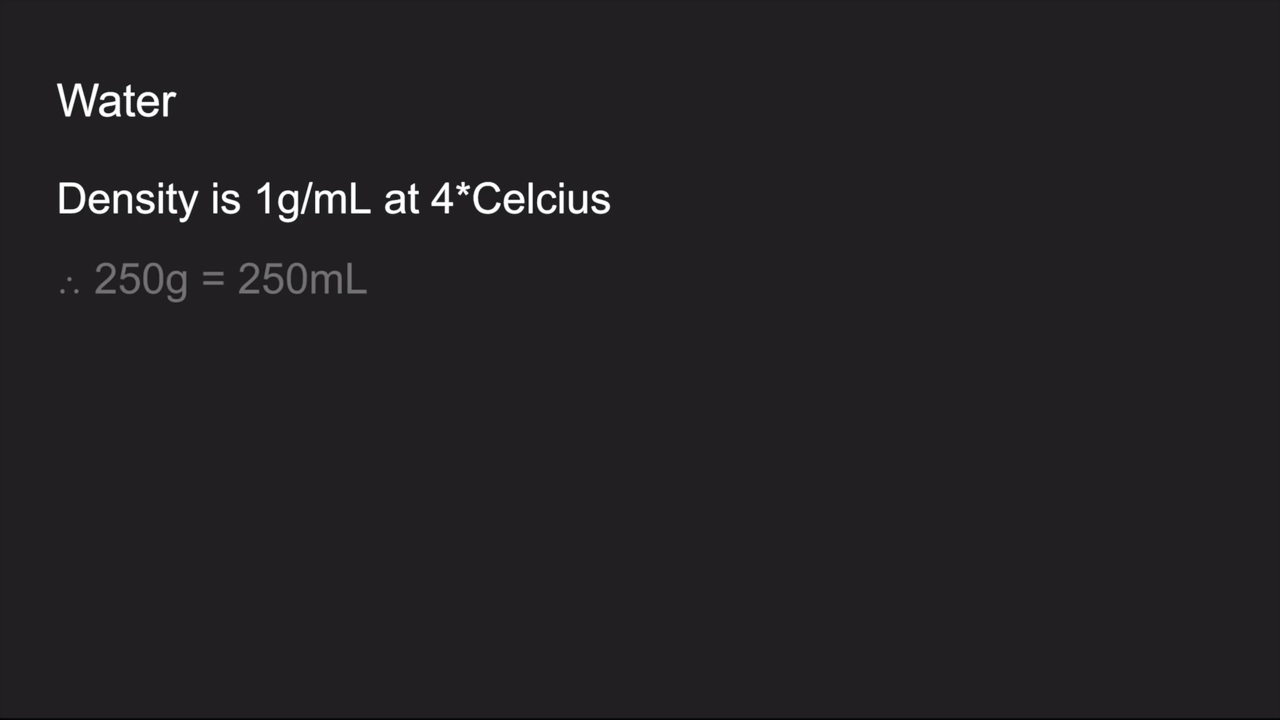 Water
Density is 1g/mL at 4*Celcius
∴ 250g = 250mL